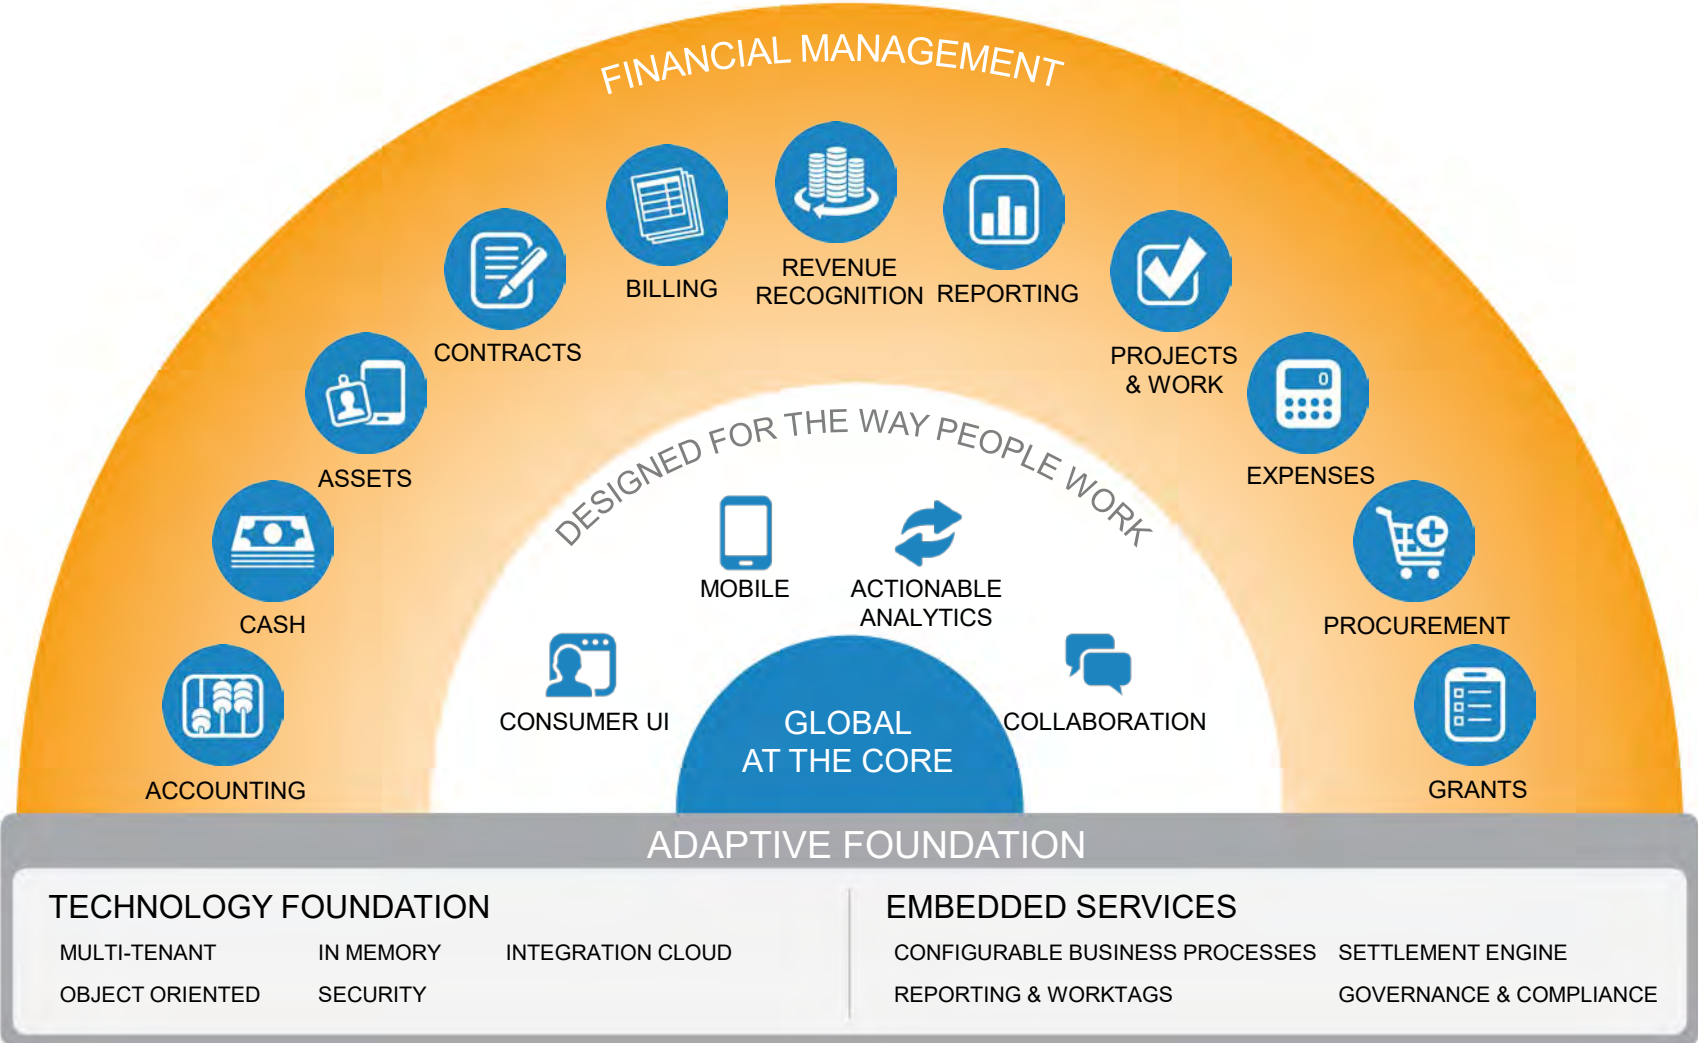 FINANCIAL MANAGEMENT
ACCOUNTING
CASH
ASSETS
CONTRACTS
BILLING
REVENUE
RECOGNITION
REPORTING
PROJECTS
& WORK
0
EXPENSES
PROCUREMENT
GRANTS
DESIGNED FOR THE WAY PEOPLE WORK
CONSUMER UI
MOBILE
ACTIONABLE
ANALYTICS
COLLABORATION
GLOBAL
AT THE CORE
ADAPTIVE FOUNDATION
TECHNOLOGY FOUNDATION
MULTI-TENANT IN MEMORY INTEGRATION CLOUD
OBJECT ORIENTED SECURITY
EMBEDDED SERVICES
CONFIGURABLE BUSINESS PROCESSES SETTLEMENT ENGINE
REPORTING & WORKTAGS GOVERNANCE & COMPLIANCE